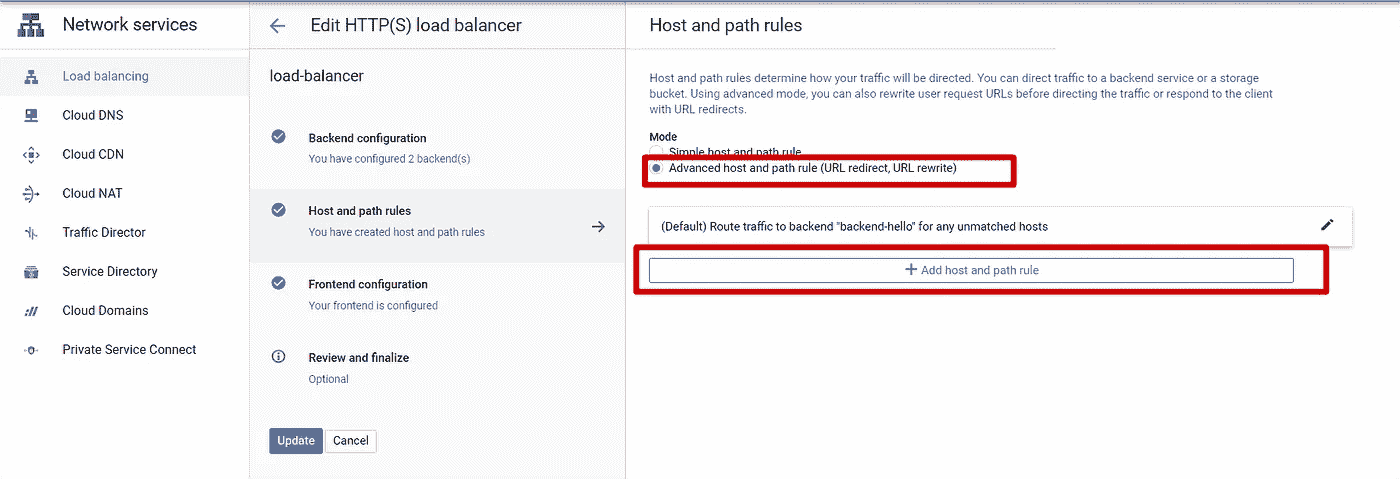 Network services
Load balancing
Cloud DNS
Cloud CDN
Cloud NAT
Traffic Director
Service Directory
Cloud Domains
Private Service Connect
Edit HTTP(S) load balancer
load-balancer
Backend configuration
You have configured 2 backend(s)
Host and path rules
You have created host and path rules
Frontend configuration
Your frontend is configured
Review and finalize
Optional
Update
Cancel
Host and path rules
Host and path rules determine how your traffic will be directed. You can direct traffic to a backend service or a storage
bucket. Using advanced mode, you can also rewrite user request URLs before directing the traffic or respond to the client
with URL redirects.
Mode
Simple host and path rule
Advanced host and path rule (URL redirect, URL rewrite)
(Default) Route traffic to backend "backend-hello" for any unmatched hosts
+ Add host and path rule